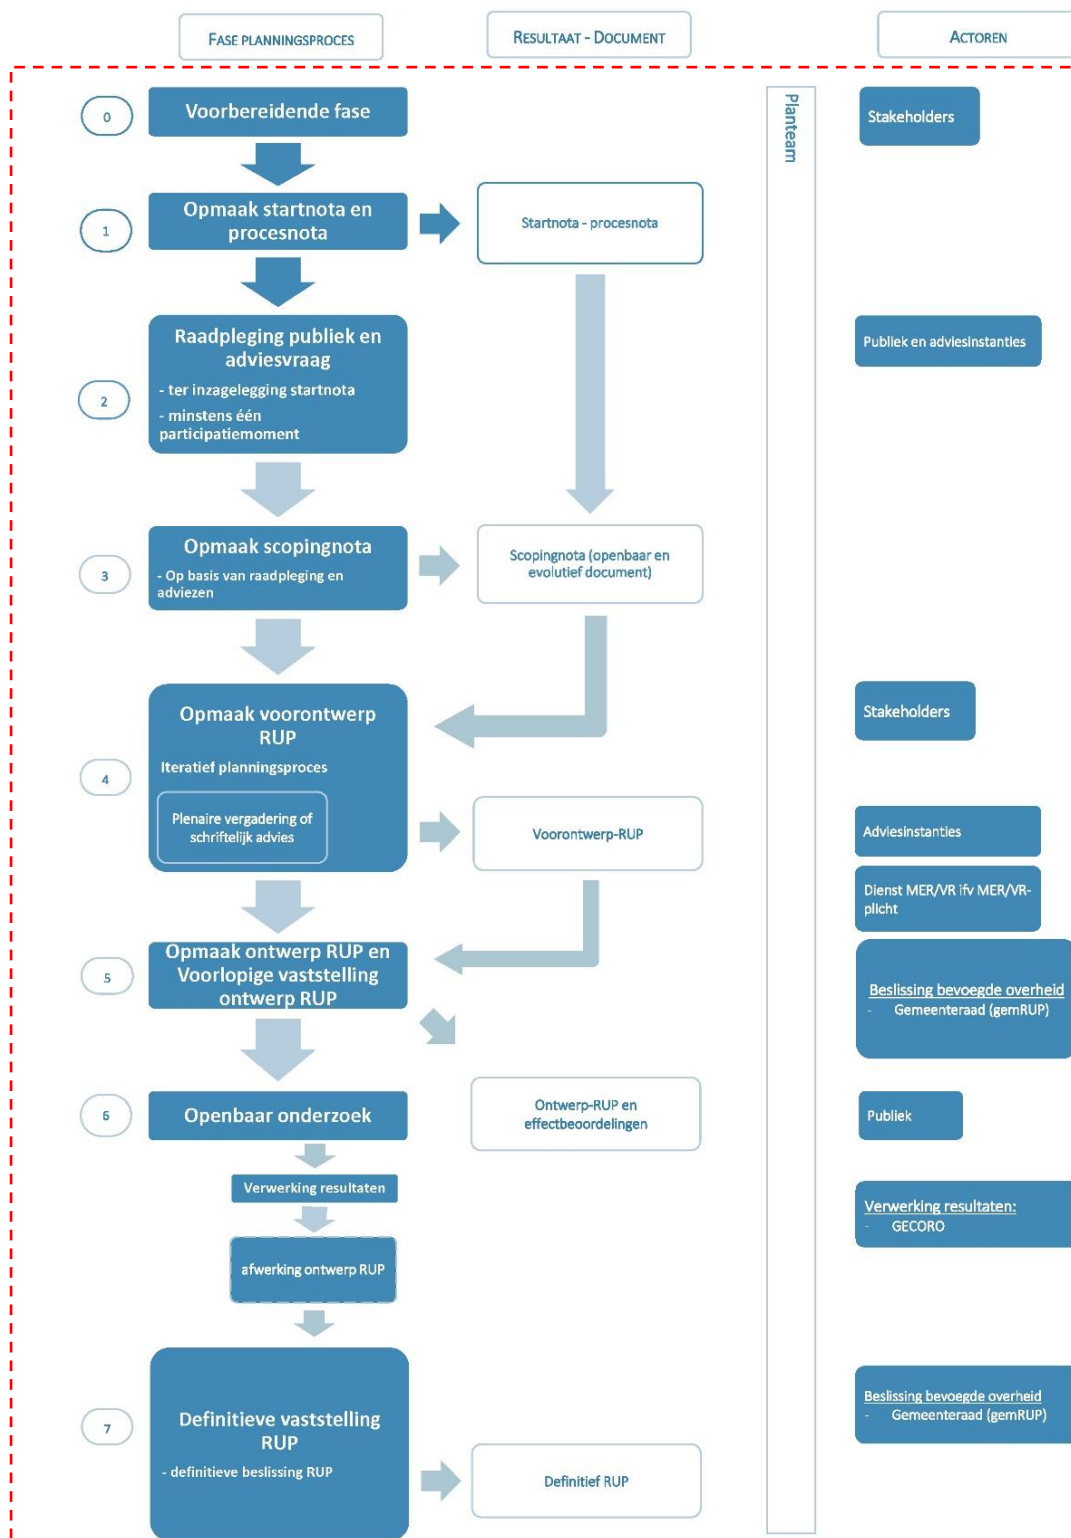 FASE PLANNINGSPROCES
RESULTAAT - DOCUMENT
ACTOREN
0
Voorbereidende fase
Planteam
Stakeholders
1
Opmaak startnota en
procesnota
Startnota - procesnota
2
Raadpleging publiek en
adviesvraag
- ter inzagelegging startnota
- minstens één
participatiemoment
Publiek en adviesinstanties
3
Opmaak scopingnota
- Op basis van raadpleging en
adviezen
Scopingnota (openbaar en
evolutief document)
4
Opmaak voorontwerp
RUP
Iteratief planningsproces
Plenaire vergadering of
schriftelijk advies
Voorontwerp-RUP
Stakeholders
Adviesinstanties
Dienst MER/VR ifv MER/VR-
plicht
5
Opmaak ontwerp RUP en
Voorlopige vaststelling
ontwerp RUP
Beslissing bevoegde overheid
- Gemeenteraad (gemRUP)
6
Openbaar onderzoek
Ontwerp-RUP en
effectbeoordelingen
Publiek
Verwerking resultaten
Verwerking resultaten:
- GECORO
afwerking ontwerp RUP
7
Definitieve vaststelling
RUP
- definitieve beslissing RUP
Definitief RUP
Beslissing bevoegde overheid
- Gemeenteraad (gemRUP)